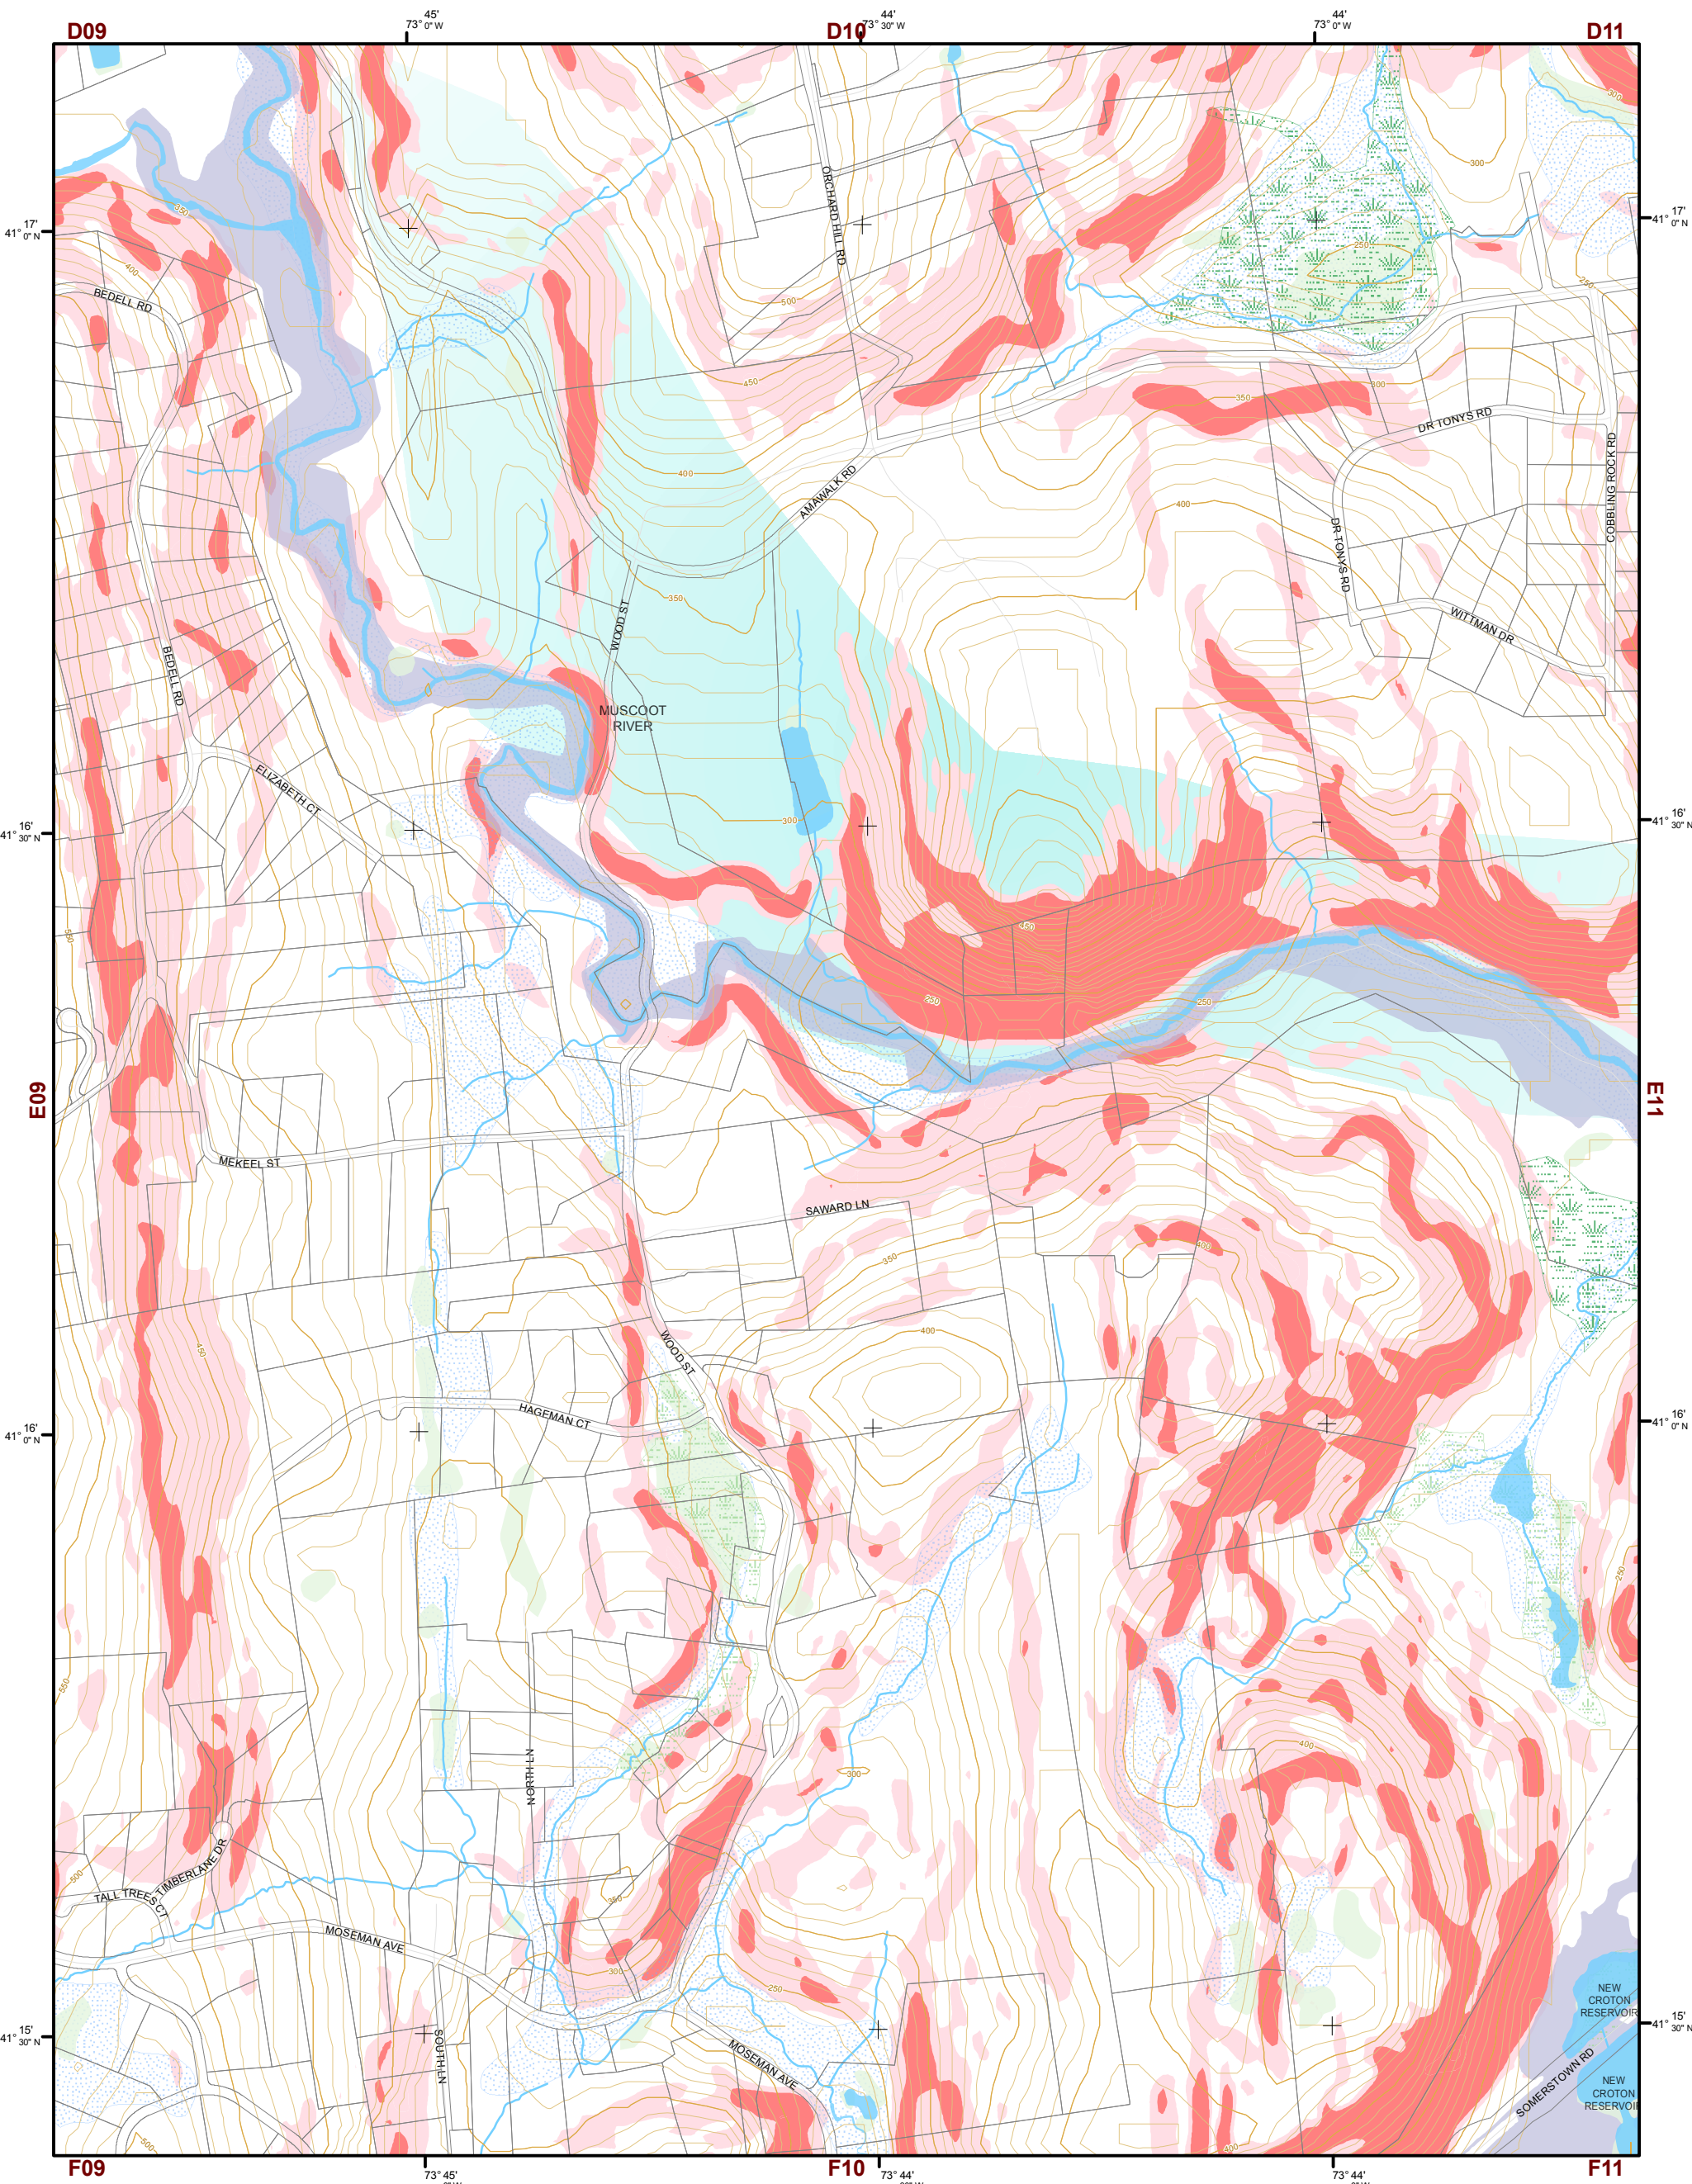 45'
73° 0" W
44'
73° 30" W
44'
73° 0" W
D09
D10
D11
500
300
ORCHARD HILL RD
350
41° 17'
0" N
41° 17'
0" N
250
400
250
BEDELL RD
500
450
300
350
DR TONYS RD
COBBLING ROCK RD
400
AMAWALK RD
400
DR TONYS RD
350
WOOD ST
WITTMAN DR
BEDELL RD
MUSCOOT
RIVER
ELIZABETH CT
300
41° 16'
30" N
41° 16'
30" N
450
250
250
E09
E11
MEKEEL ST
SAWARD LN
400
350
400
450
WOOD ST
HAGEMAN CT
41° 16'
0" N
41° 16'
0" N
250
550
400
NORTH LN
300
500
TIMBERLANE DR
TALL TREES CT
350
MOSEMAN AVE
300
250
NEW
CROTON
RESERVOIR
41° 15'
30" N
41° 15'
30" N
SOUTH LN
MOSEMAN AVE
SOMERSTOWN RD
NEW
CROTON
RESERVOI
500
400
F09
F10
F11
73° 45'
73° 44'
73° 44'